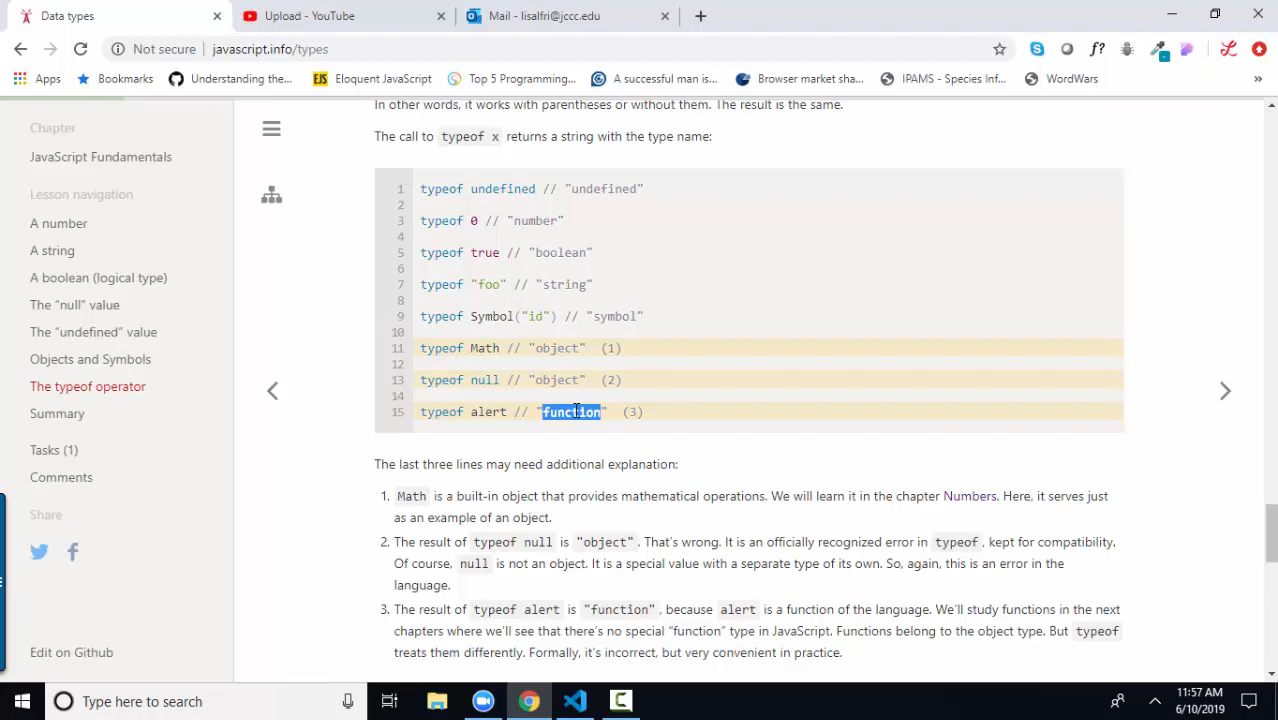 Data types
Upload - YouTube
Mail - lisalfri@jccc.edu
Not secure
javascript.info/types
f?
Apps
Bookmarks
Understanding the...
EJS
Eloquent JavaScript
Top 5 Programming...
A successful man is...
Browser market sha...
IPAMS - Species Inf...
WordWars
»
Chapter
JavaScript Fundamentals
Lesson navigation
A number
A string
A boolean (logical type)
The “null” value
The “undefined” value
Objects and Symbols
The typeof operator
Summary
Tasks (1)
Comments
Share
Edit on Github
In other words, it works with parentheses or without them. The result is the same.
The call to typeof x returns a string with the type name:
1 typeof undefined // "undefined"
2
3 typeof 0 // "number"
4
5 typeof true // "boolean"
6
7 typeof "foo" // "string"
8
9 typeof Symbol("id") // "symbol"
10
11 typeof Math // "object" (1)
12
13 typeof null // "object" (2)
14
15 typeof alert // "function" (3)
The last three lines may need additional explanation:
1. Math is a built-in object that provides mathematical operations. We will learn it in the chapter Numbers. Here, it serves just
as an example of an object.
2. The result of typeof null is "object". That’s wrong. It is an officially recognized error in typeof, kept for compatibility.
Of course, null is not an object. It is a special value with a separate type of its own. So, again, this is an error in the
language.
3. The result of typeof alert is "function", because alert is a function of the language. We’ll study functions in the next
chapters where we’ll see that there’s no special “function” type in JavaScript. Functions belong to the object type. But typeof
treats them differently. Formally, it’s incorrect, but very convenient in practice.
Type here to search
11:57 AM
6/10/2019